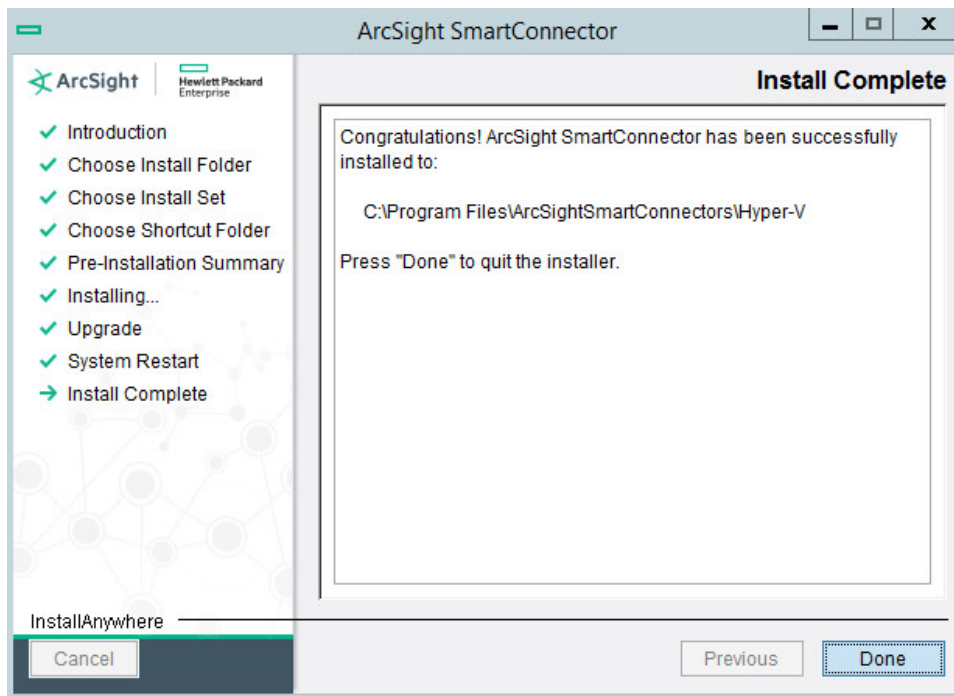 ArcSight SmartConnector
ArcSight
Hewlett Packard
Enterprise
Introduction
Choose Install Folder
Choose Install Set
Choose Shortcut Folder
Pre-Installation Summary
Installing...
Upgrade
System Restart
Install Complete
Install Complete
Congratulations! ArcSight SmartConnector has been successfully
installed to:
C:\Program Files\ArcSightSmartConnectors\Hyper-V
Press "Done" to quit the installer.
InstallAnywhere
Cancel
Previous
Done